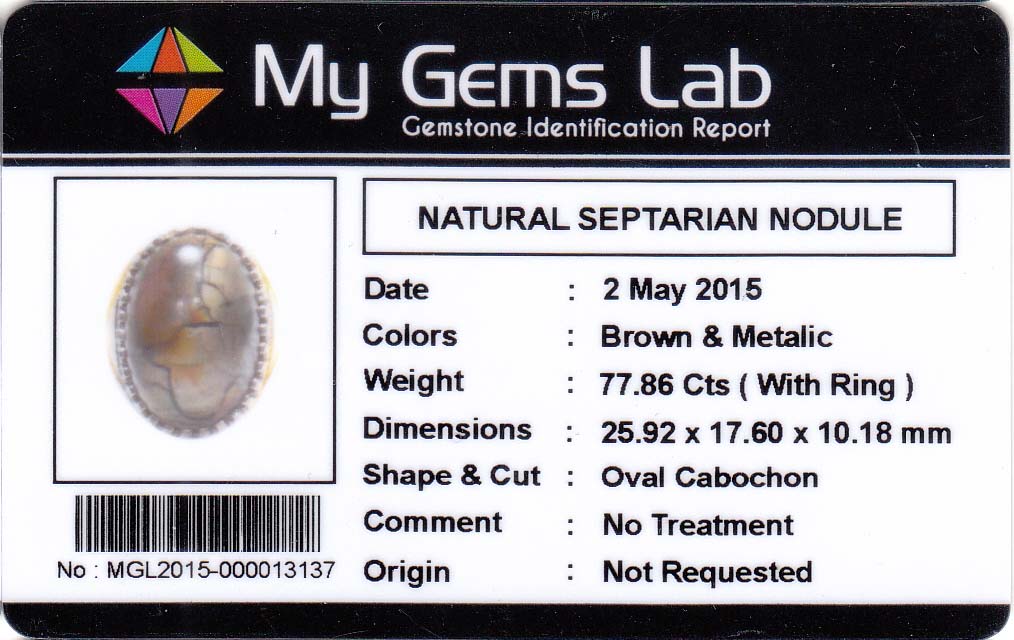 My Gems Lab
Gemstone Identification Report
NATURAL SEPTARIAN NODULE
Date : 2 May 2015
Colors : Brown & Metalic
Weight : 77.86 Cts ( With Ring )
Dimensions : 25.92 x 17.60 x 10.18 mm
Shape & Cut : Oval Cabochon
Comment : No Treatment
Origin : Not Requested
No : MGL2015-000013137